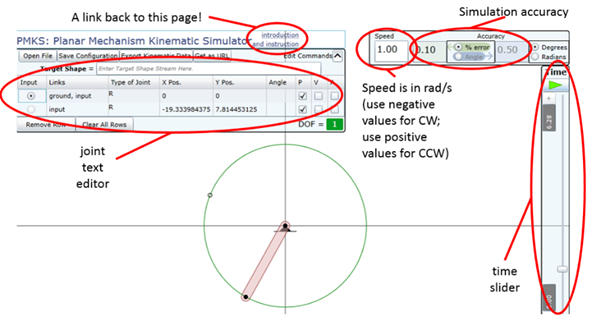 A link back to this page!
Simulation accuracy
PMKS: Planar Mechanism Kinematic Simulator
introduction
and instruction
Speed
Accuracy
1.00 0.10 % error 0.50 Degrees
Angle Radians
Open File Save Configuration Export Kinematic Data Get as URL Edit Commands
Target Shape = Enter Target Shape Stream Here.
Input Links Type of Joint X Pos. Y Pos. Angle P V
ground, input R 0 0
input R -19.333984375 7.814453125
Remove Row Clear All Rows DOF = 1
Time
6.28
Speed is in rad/s
(use negative
values for CW;
use positive
values for CCW)
joint
text
editor
time
slider